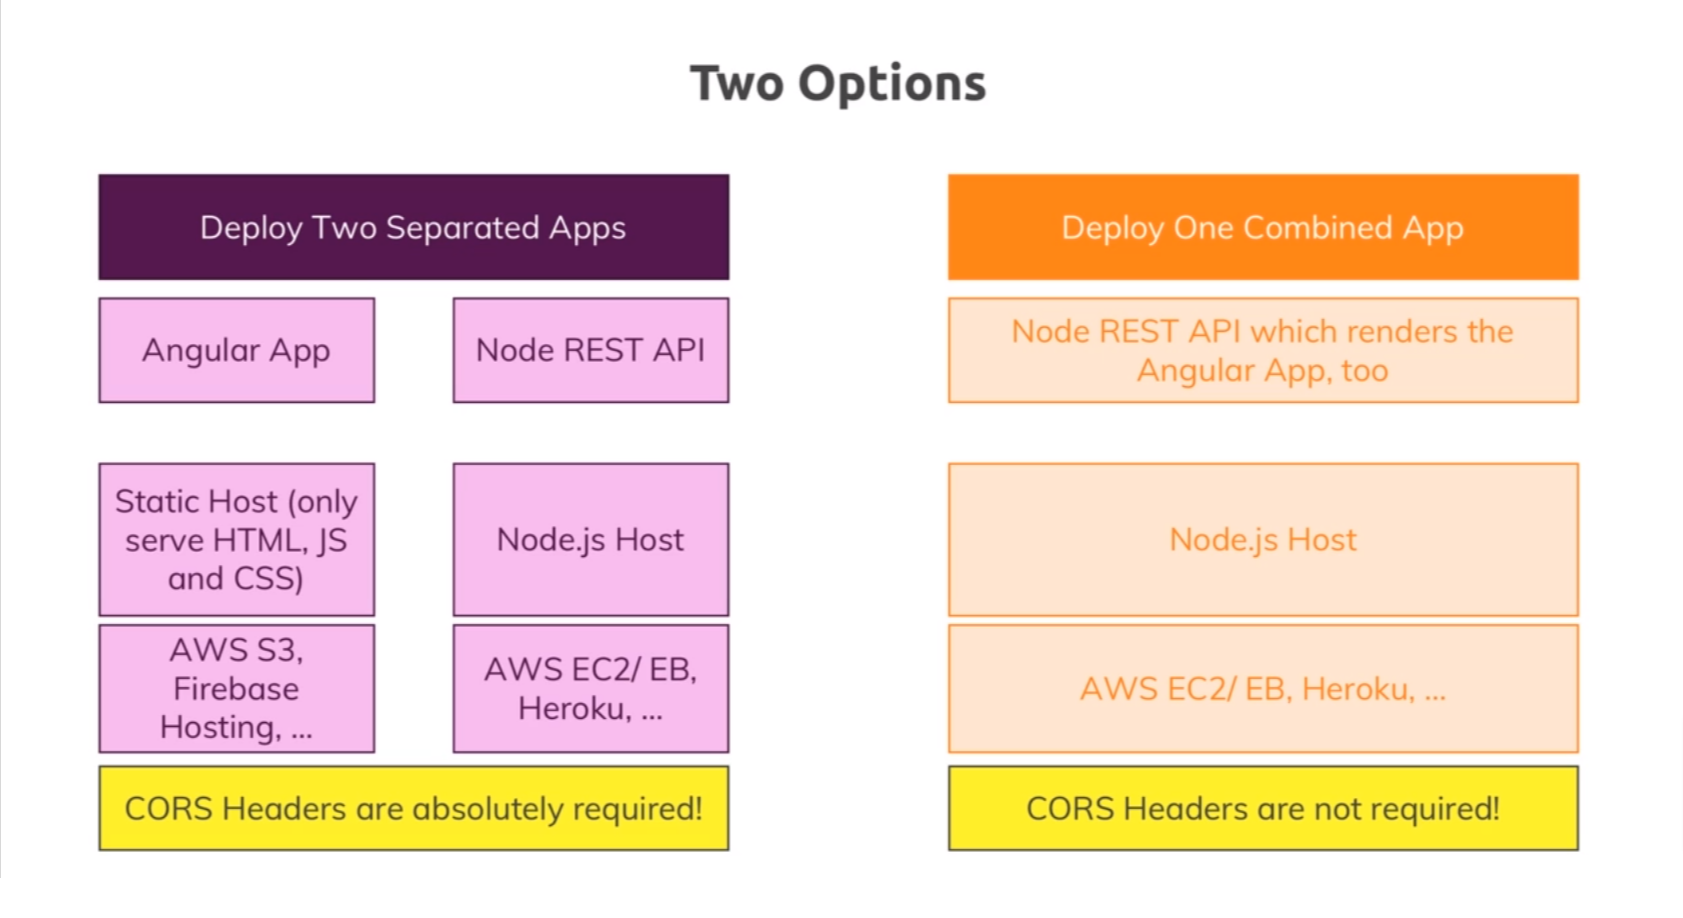 Two Options
Deploy Two Separated Apps
Angular App
Node REST API
Static Host (only
serve HTML, JS
and CSS)
Node.js Host
AWS S3,
Firebase
Hosting, ...
AWS EC2/ EB,
Heroku, ...
CORS Headers are absolutely required!
Deploy One Combined App
Node REST API which renders the
Angular App, too
Node.js Host
AWS EC2/ EB, Heroku, ...
CORS Headers are not required!